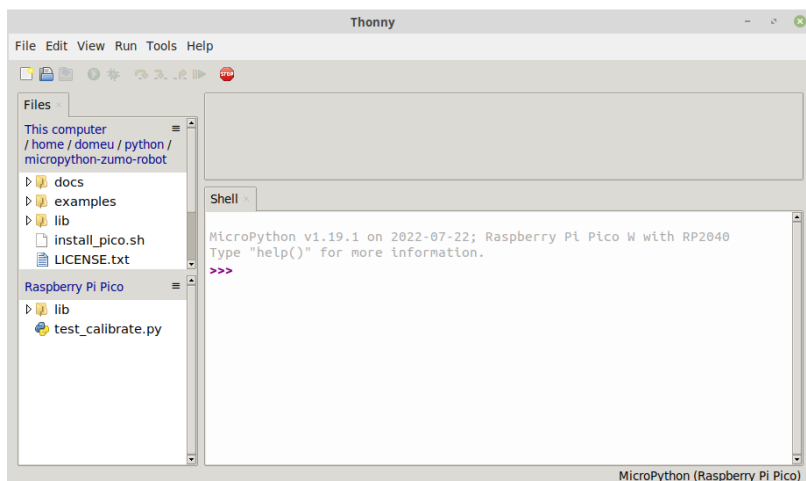 Thonny
File Edit View Run Tools Help
STOP
Files
This computer
/ home / domeu / python /
micropython-zumo-robot
docs
examples
lib
install_pico.sh
LICENSE.txt
Raspberry Pi Pico
lib
test_calibrate.py
Shell
MicroPython v1.19.1 on 2022-07-22; Raspberry Pi Pico W with RP2040
Type "help()" for more information.
>>>
MicroPython (Raspberry Pi Pico)